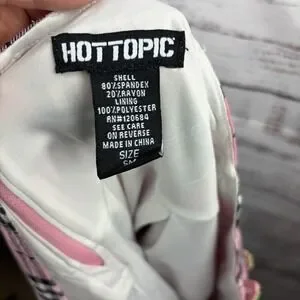 HOTTOPIC
SHELL
80%SPANDEX
20%RAYON
LINING
100%POLYESTER
RN#120684
SEE CARE
ON REVERSE
MADE IN CHINA
SIZE